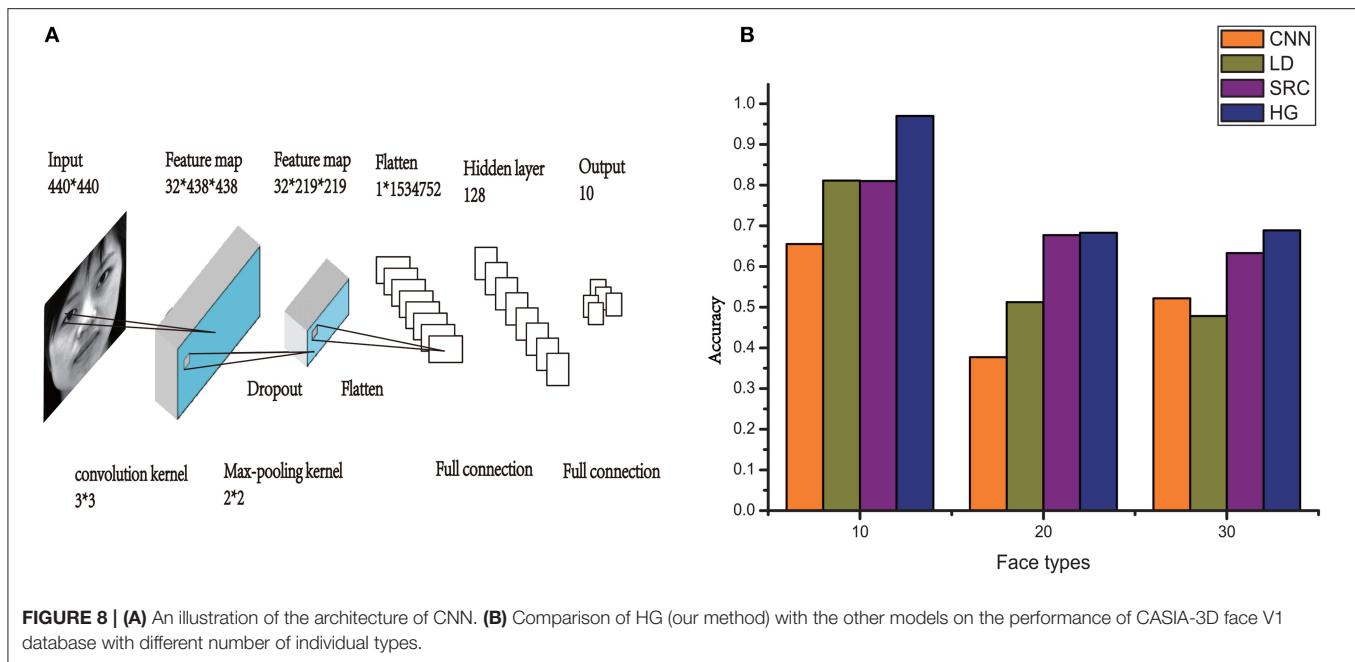 A
Input
440*440
Feature map
32*438*438
Feature map
32*219*219
Flatten
1*1534752
Hidden layer
128
Output
10
Dropout
Flatten
convolution kernel
3*3
Max-pooling kernel
2*2
Full connection
Full connection
B
CNN
LD
SRC
HG
Accuracy
1.0
0.9
0.8
0.7
0.6
0.5
0.4
0.3
0.2
0.1
0.0
10
20
30
Face types
FIGURE 8 | (A) An illustration of the architecture of CNN. (B) Comparison of HG (our method) with the other models on the performance of CASIA-3D face V1
database with different number of individual types.